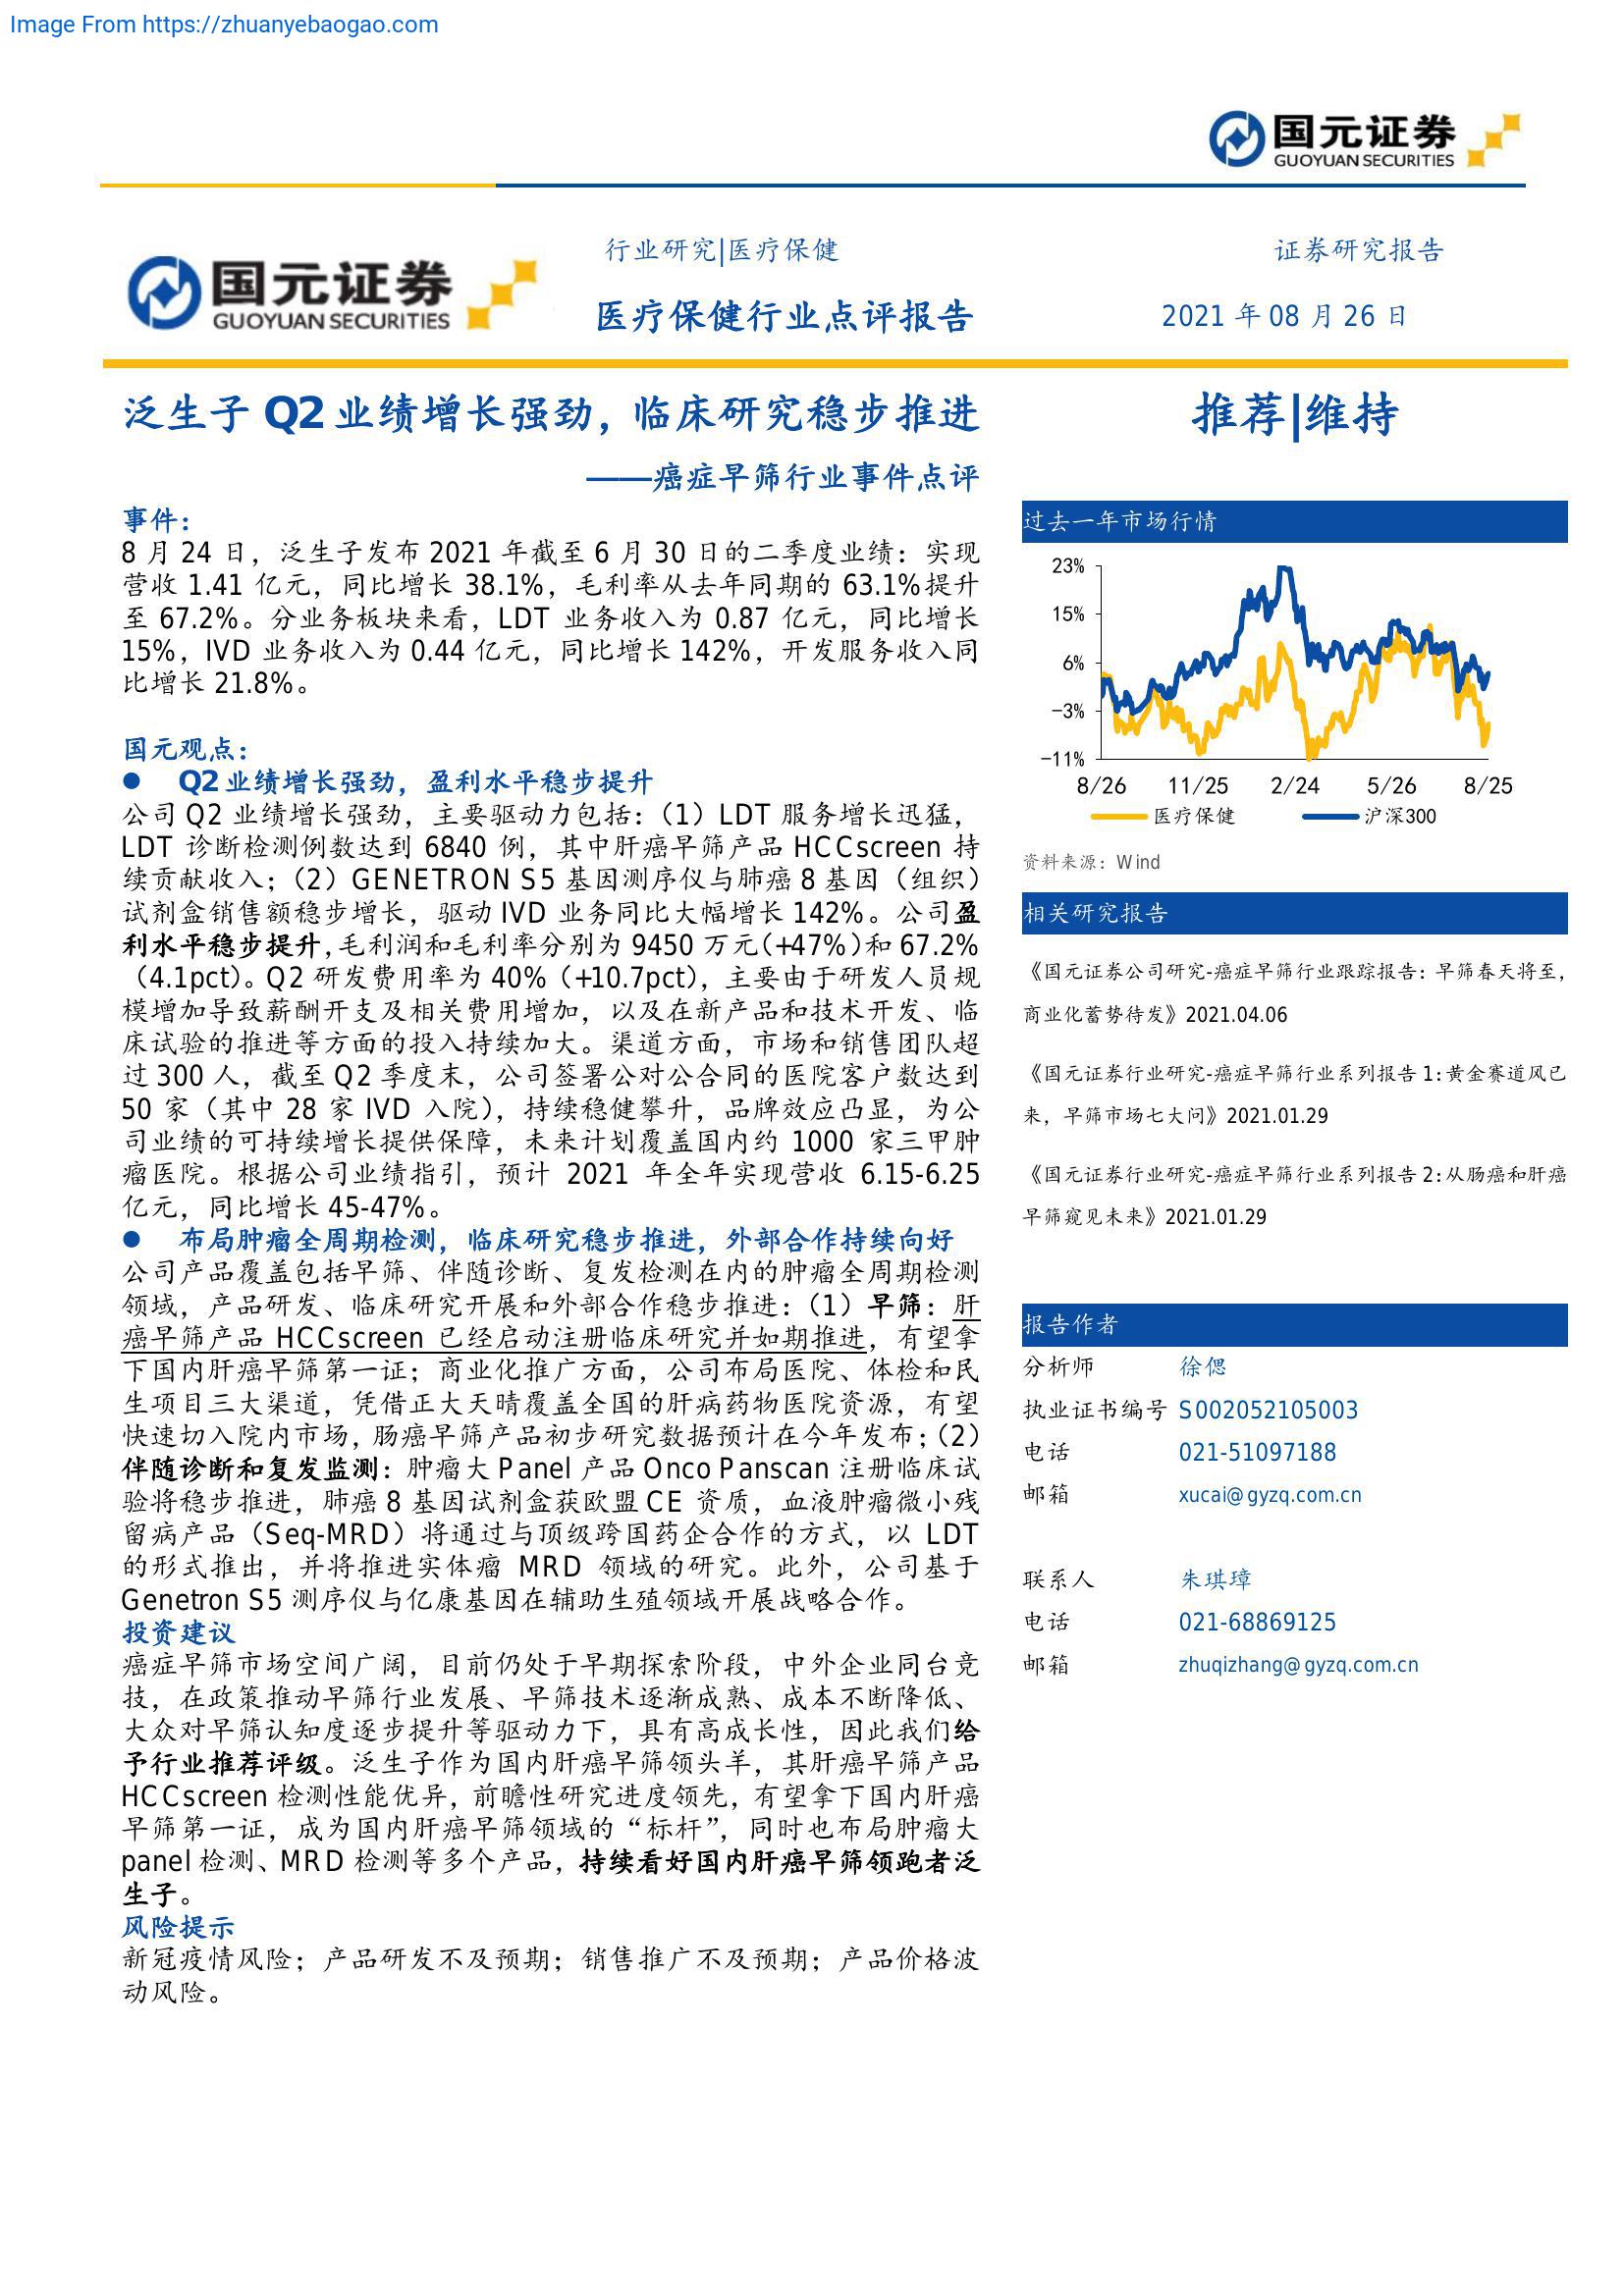 Image From https://zhuanyebaogao.com
国元证券
GUOYUAN SECURITIES
国元证券
GUOYUAN SECURITIES
行业研究|医疗保健
证券研究报告
医疗保健行业点评报告
2021 年 08 月 26 日
泛生子 Q2 业绩增长强劲，临床研究稳步推进
——癌症早筛行业事件点评
事件：
8 月 24 日，泛生子发布 2021 年截至 6 月 30 日的二季度业绩：实现
营收 1.41 亿元，同比增长 38.1%，毛利率从去年同期的 63.1%提升
至 67.2%。分业务板块来看，LDT 业务收入为 0.87 亿元，同比增长
15%，IVD 业务收入为 0.44 亿元，同比增长 142%，开发服务收入同
比增长 21.8%。
国元观点：
● Q2 业绩增长强劲，盈利水平稳步提升
公司 Q2 业绩增长强劲，主要驱动力包括：（1）LDT 服务增长迅猛，
LDT 诊断检测例数达到 6840 例，其中肝癌早筛产品 HCCscreen 持
续贡献收入；（2）GENETRON S5 基因测序仪与肺癌 8 基因（组织）
试剂盒销售额稳步增长，驱动 IVD 业务同比大幅增长 142%。公司盈
利水平稳步提升，毛利润和毛利率分别为 9450 万元（+47%）和 67.2%
（4.1pct）。Q2 研发费用率为 40%（+10.7pct），主要由于研发人员规
模增加导致薪酬开支及相关费用增加，以及在新产品和技术开发、临
床试验的推进等方面的投入持续加大。渠道方面，市场和销售团队超
过 300 人，截至 Q2 季度末，公司签署公对公合同的医院客户数达到
50 家（其中 28 家 IVD 入院），持续稳健攀升，品牌效应凸显，为公
司业绩的可持续增长提供保障，未来计划覆盖国内约 1000 家三甲肿
瘤医院。根据公司业绩指引，预计 2021 年全年实现营收 6.15-6.25
亿元，同比增长 45-47%。
● 布局肿瘤全周期检测，临床研究稳步推进，外部合作持续向好
公司产品覆盖包括早筛、伴随诊断、复发检测在内的肿瘤全周期检测
领域，产品研发、临床研究开展和外部合作稳步推进：（1）早筛：肝
癌早筛产品 HCCscreen 已经启动注册临床研究并如期推进，有望拿
下国内肝癌早筛第一证；商业化推广方面，公司布局医院、体检和民
生项目三大渠道，凭借正大天晴覆盖全国的肝病药物医院资源，有望
快速切入院内市场，肠癌早筛产品初步研究数据预计在今年发布；（2）
伴随诊断和复发监测：肿瘤大 Panel 产品 Onco Panscan 注册临床试
验将稳步推进，肺癌 8 基因试剂盒获欧盟 CE 资质，血液肿瘤微小残
留病产品（Seq-MRD）将通过与顶级跨国药企合作的方式，以 LDT
的形式推出，并将推进实体瘤 MRD 领域的研究。此外，公司基于
Genetron S5 测序仪与亿康基因在辅助生殖领域开展战略合作。
投资建议
癌症早筛市场空间广阔，目前仍处于早期探索阶段，中外企业同台竞
技，在政策推动早筛行业发展、早筛技术逐渐成熟、成本不断降低、
大众对早筛认知度逐步提升等驱动力下，具有高成长性，因此我们给
予行业推荐评级。泛生子作为国内肝癌早筛领头羊，其肝癌早筛产品
HCCscreen 检测性能优异，前瞻性研究进度领先，有望拿下国内肝癌
早筛第一证，成为国内肝癌早筛领域的“标杆”，同时也布局肿瘤大
panel 检测、MRD 检测等多个产品，持续看好国内肝癌早筛领跑者泛
生子。
风险提示
新冠疫情风险；产品研发不及预期；销售推广不及预期；产品价格波
动风险。
推荐|维持
过去一年市场行情
23%
15%
6%
-3%
-11%
8/26 11/25 2/24 5/26 8/25
医疗保健 沪深300
资料来源：Wind
相关研究报告
《国元证券公司研究-癌症早筛行业跟踪报告：早筛春天将至，
商业化蓄势待发》2021.04.06
《国元证券行业研究-癌症早筛行业系列报告 1：黄金赛道风已
来，早筛市场七大问》2021.01.29
《国元证券行业研究-癌症早筛行业系列报告 2：从肠癌和肝癌
早筛窥见未来》2021.01.29
报告作者
分析师 徐偲
执业证书编号 S002052105003
电话 021-51097188
邮箱 xucai@gyzq.com.cn
联系人 朱琪璋
电话 021-68869125
邮箱 zhuqizhang@gyzq.com.cn